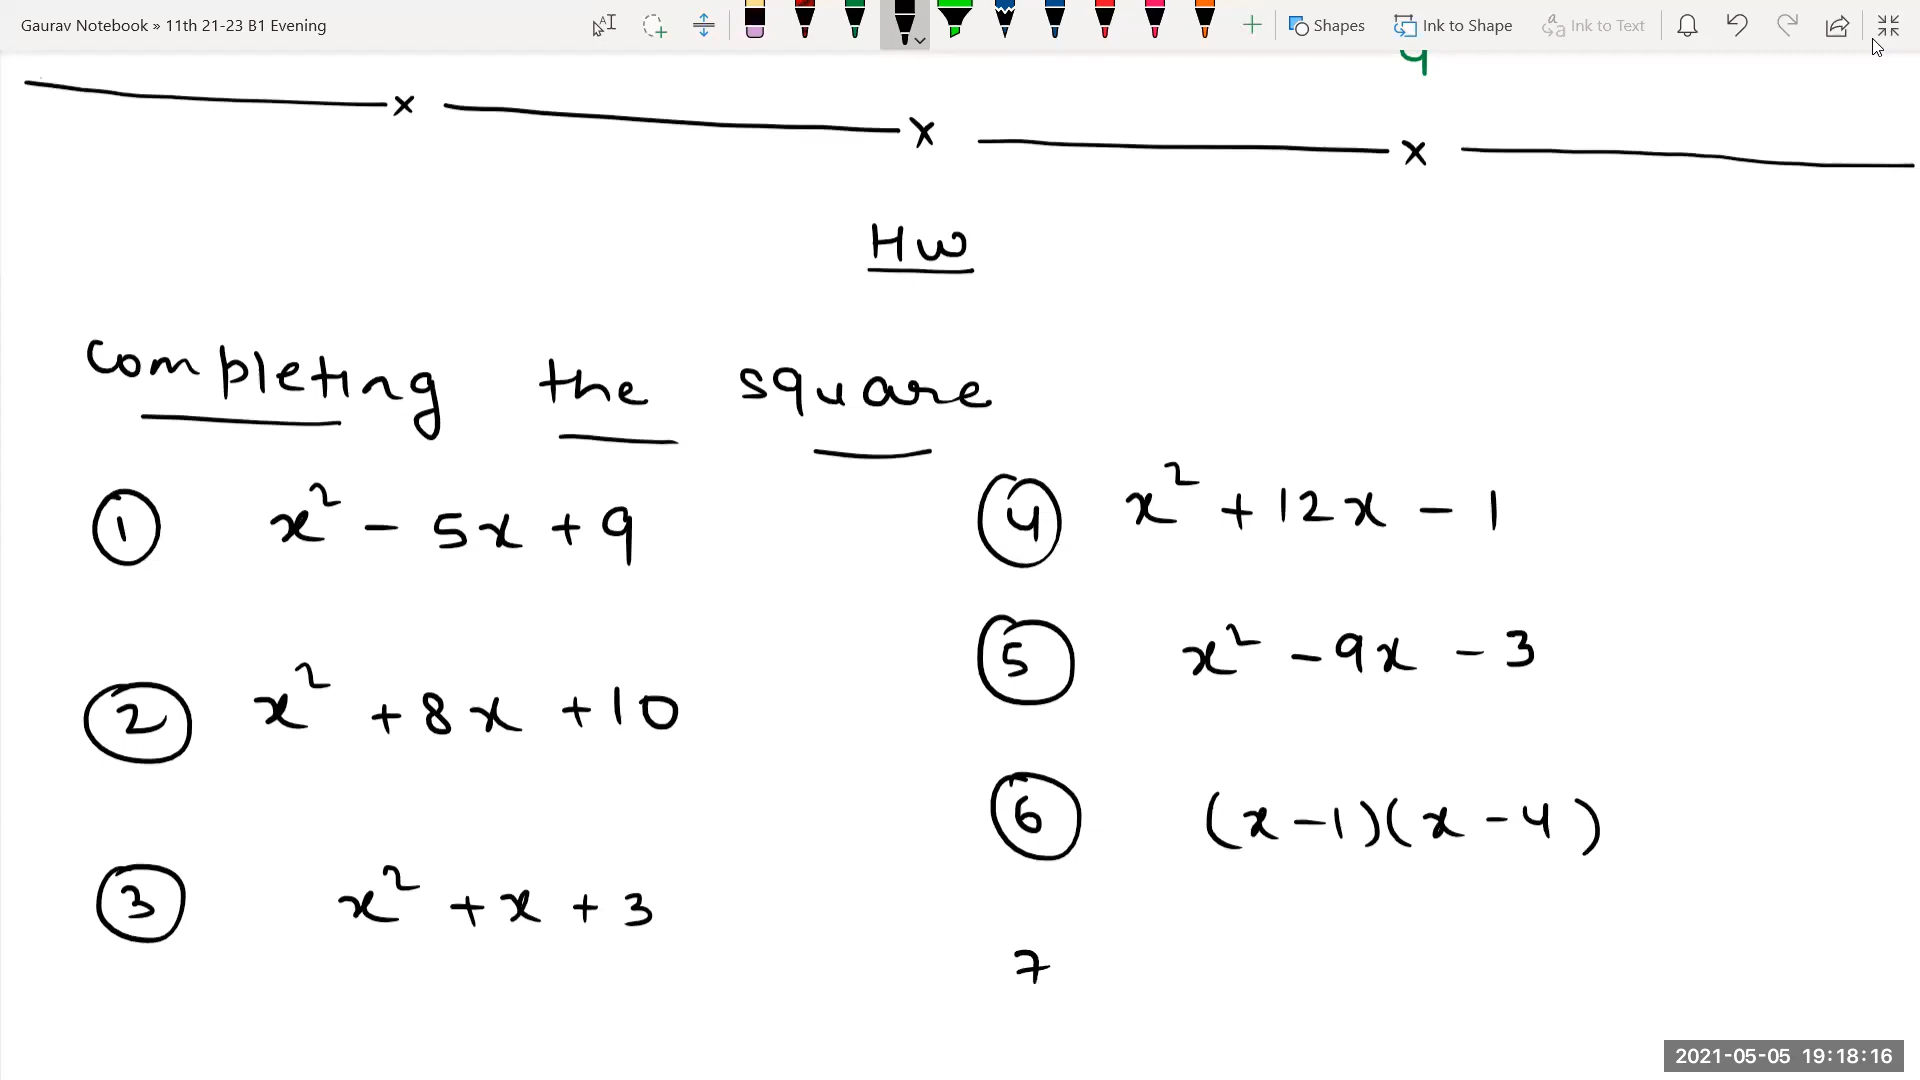 Gaurav Notebook » 11th 21-23 B1 Evening
Shapes
Ink to Shape
Ink to Text
4
x x x
HW
completing the square
① x² - 5x + 9
② x² + 8x + 10
③ x² + x + 3
④ x² + 12x - 1
⑤ x² - 9x - 3
⑥ (x - 1)(x - 4)
7
2021-05-05 19:18:16